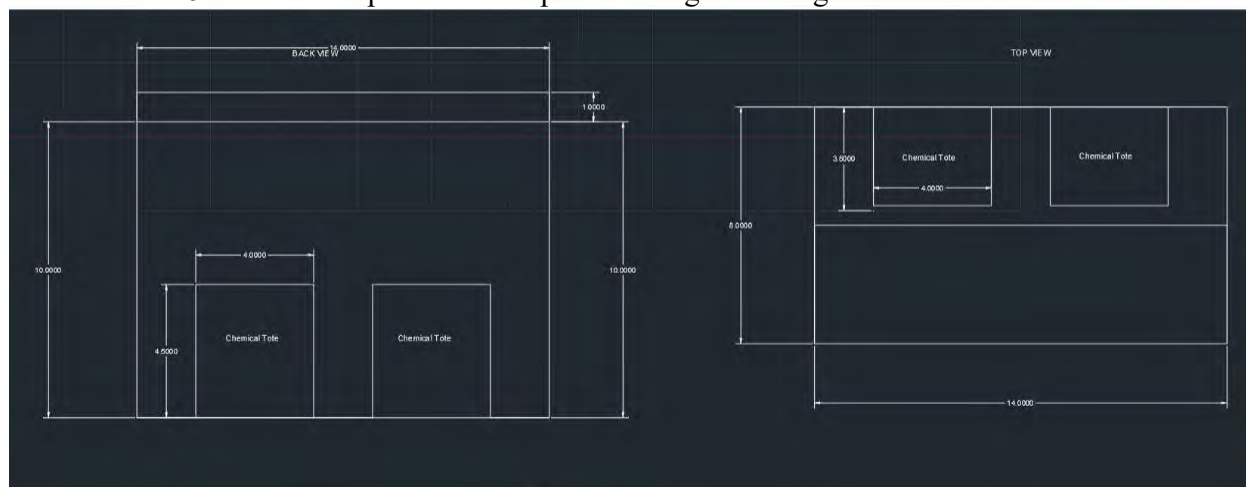 14.0000
BACK VIEW
TOP VIEW
1.0000
3.5000
Chemical Tote
Chemical Tote
4.0000
8.0000
4.0000
10.0000
10.0000
Chemical Tote
Chemical Tote
4.5000
14.0000